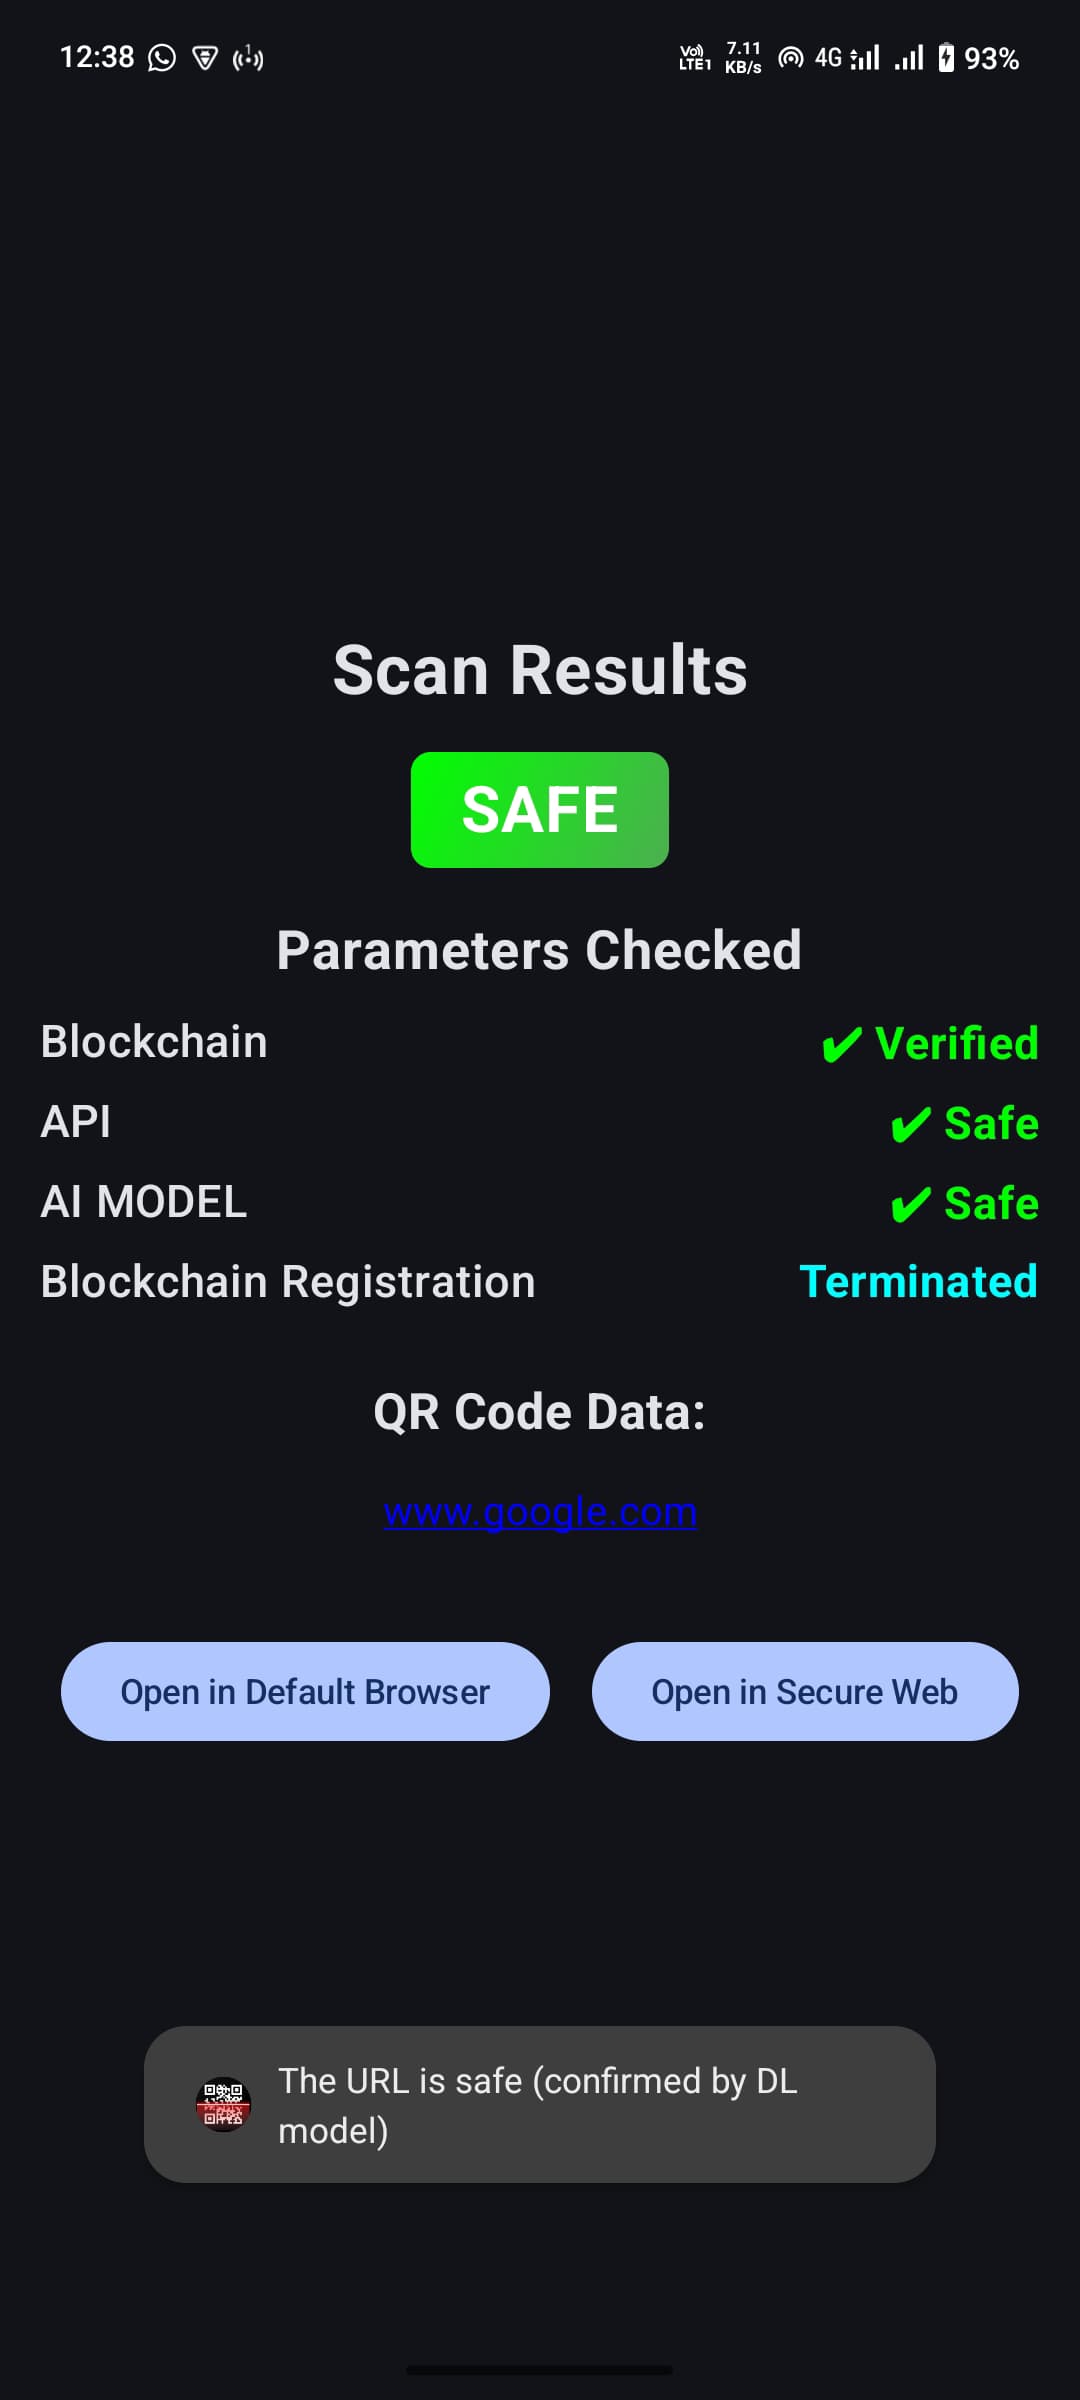 12:38
Vo)) LTE1 7.11 KB/s 4G 93%
Scan Results
SAFE
Parameters Checked
Blockchain ✔ Verified
API ✔ Safe
AI MODEL ✔ Safe
Blockchain Registration Terminated
QR Code Data:
www.google.com
Open in Default Browser Open in Secure Web
The URL is safe (confirmed by DL
model)